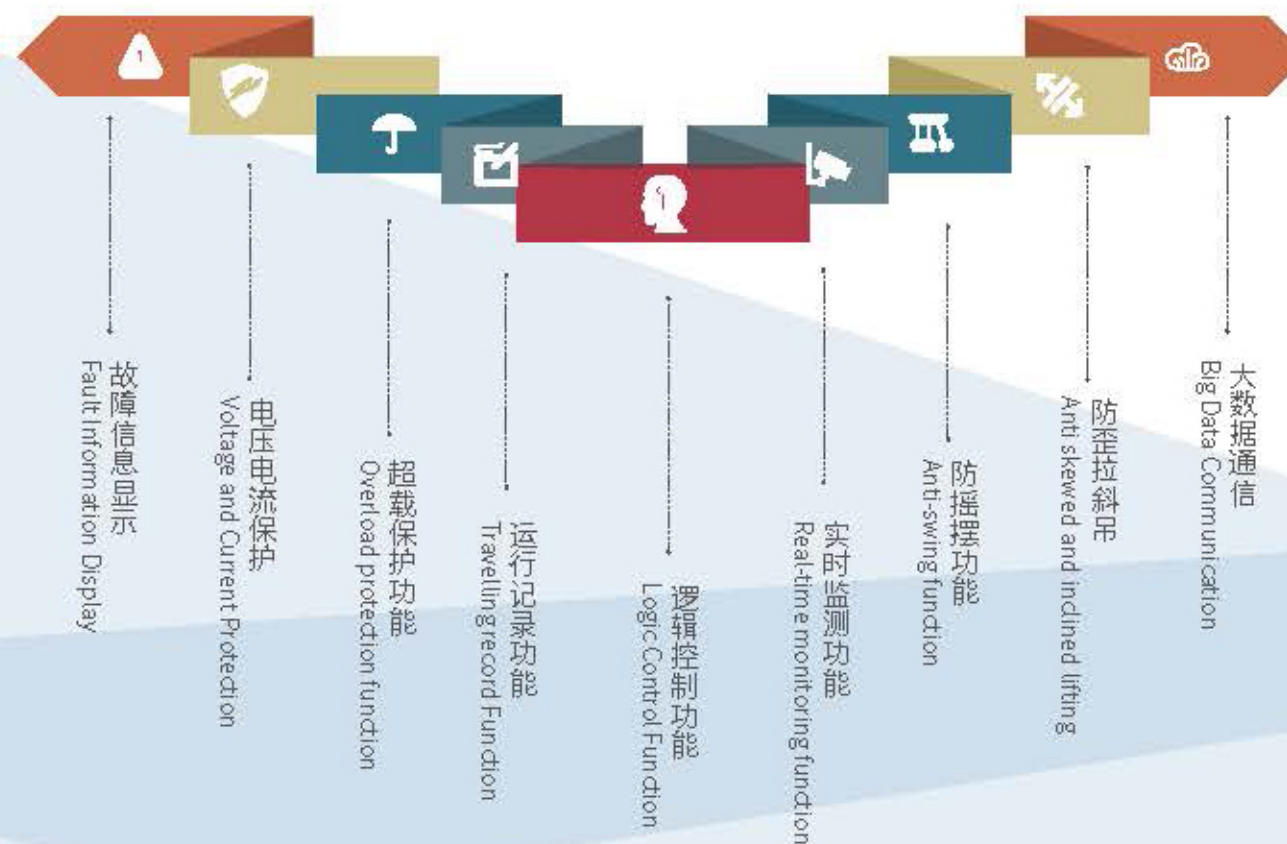 故障信息显示
Fault Information Display
电压电流保护
Voltage and Current Protection
超载保护功能
Overload protection function
运行记录功能
Travelling record Function
逻辑控制功能
Logic Control Function
实时监测功能
Real-time monitoring function
防摇摆功能
Anti-swing function
防歪拉斜吊
Anti skewed and inclined lifting
大数据通信
Big Data Communication